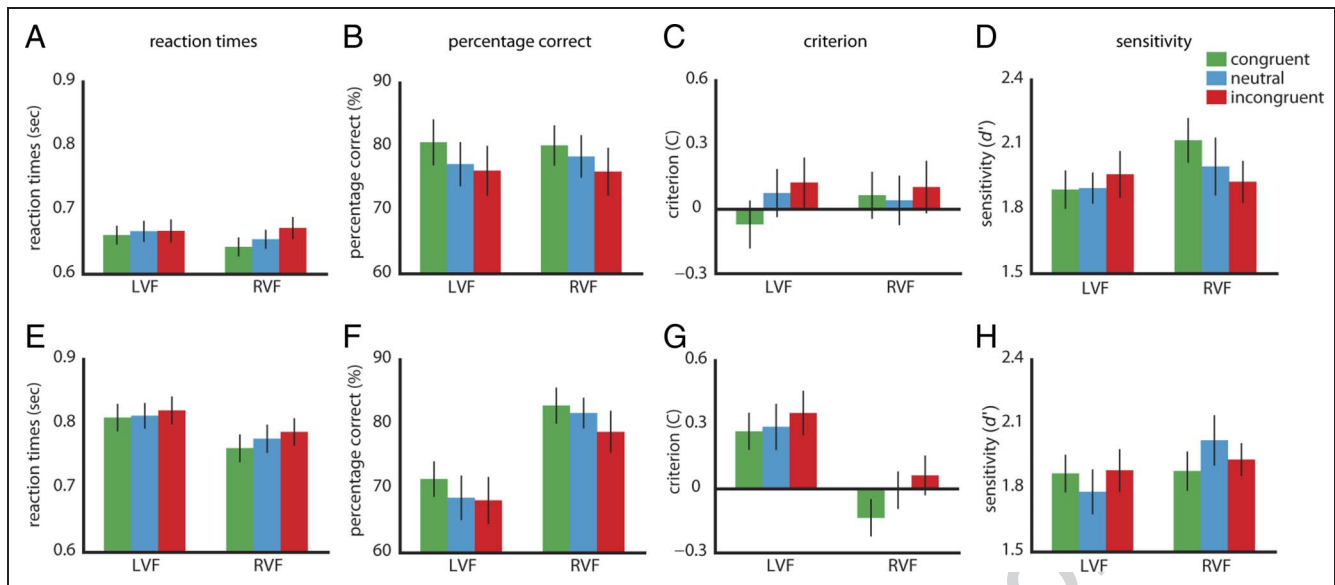 A
reaction times
reaction times (sec)
0.9
0.8
0.7
0.6
LVF
RVF
B
percentage correct
percentage correct (%)
90
80
70
60
LVF
RVF
C
criterion
criterion (C)
0.6
0.3
0
−0.3
LVF
RVF
D
sensitivity
sensitivity (d')
2.4
2.1
1.8
1.5
LVF
RVF
congruent
neutral
incongruent
E
reaction times (sec)
0.9
0.8
0.7
0.6
LVF
RVF
F
percentage correct (%)
90
80
70
60
LVF
RVF
G
criterion (C)
0.6
0.3
0
−0.3
LVF
RVF
H
sensitivity (d')
2.4
2.1
1.8
1.5
LVF
RVF